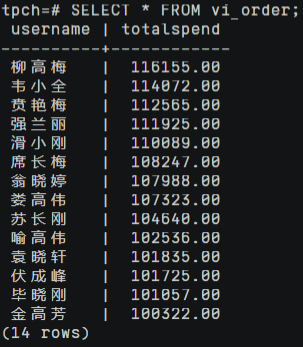 tpch=# SELECT * FROM vi_order;
username | totalspend
----------+------------
柳高梅 | 116155.00
韦小全 | 114072.00
贲艳梅 | 112565.00
强兰丽 | 111925.00
滑小刚 | 110089.00
席长梅 | 108247.00
翁晓婷 | 107988.00
娄高伟 | 107323.00
苏长刚 | 104640.00
喻高伟 | 102536.00
袁晓轩 | 101835.00
伏成峰 | 101725.00
毕晓刚 | 101057.00
金高芳 | 100322.00
(14 rows)